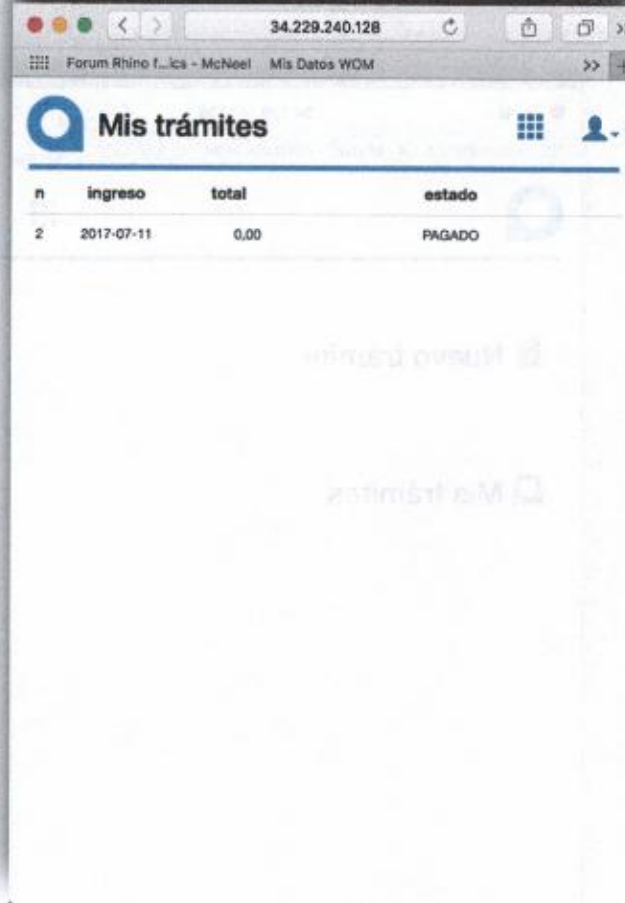 34.229.240.128
Forum Rhino f...ics - McNeel Mis Datos WOM >>
Mis trámites
n ingreso total estado
2 2017-07-11 0,00 PAGADO
Nuevo trámite
Mis trámites